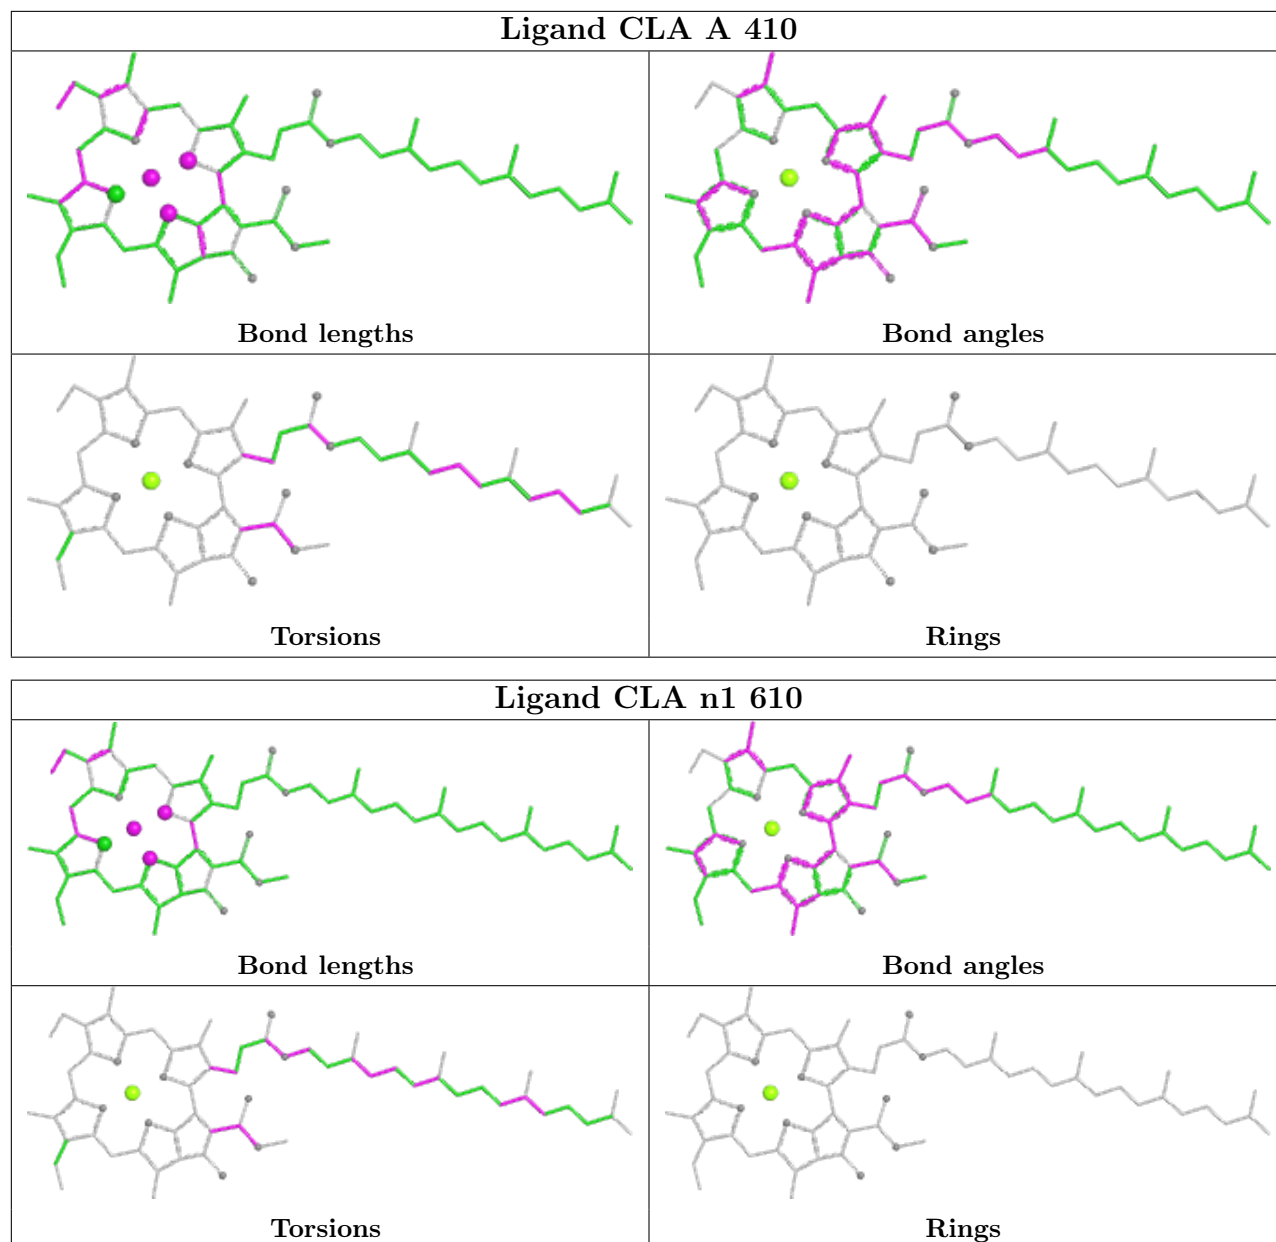 Ligand CLA A 410
Bond lengths
Bond angles
Torsions
Rings
Ligand CLA n1 610
Bond lengths
Bond angles
Torsions
Rings